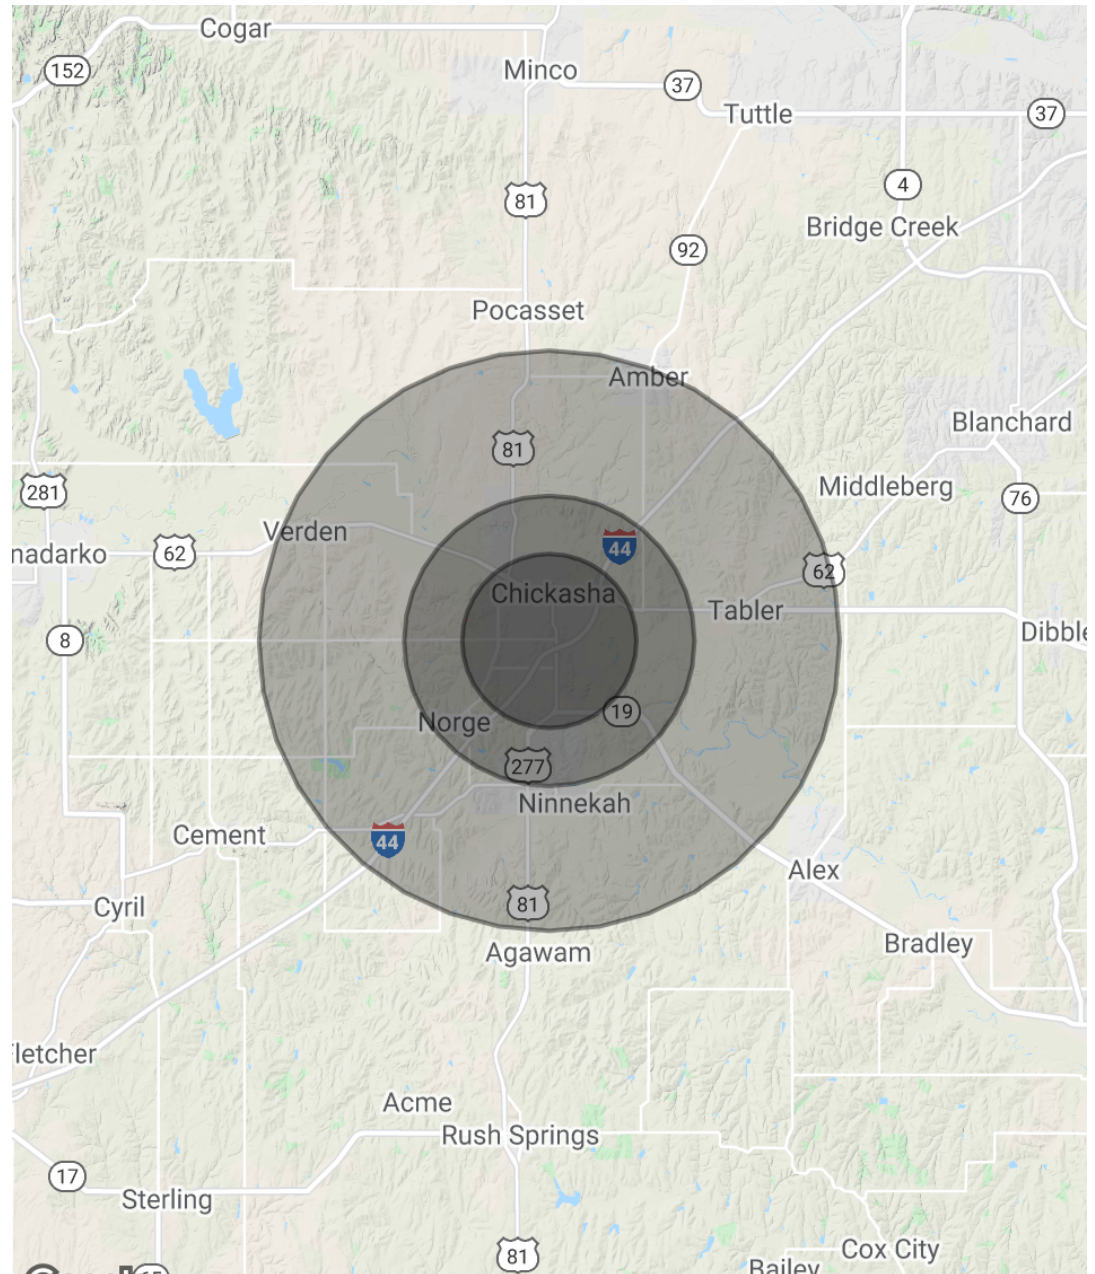 Cogar
152
Minco
37
Tuttle
37
4
81
Bridge Creek
92
Pocasset
Amber
Blanchard
81
Middleberg
281
76
Verden
44
nadarko
62
62
Chickasha
Tabler
8
Dibble
19
Norge
277
Ninnekah
Cement
44
Alex
81
Cyril
Bradley
Agawam
Fletcher
Acme
Rush Springs
17
Sterling
81
Cox City
Bailey